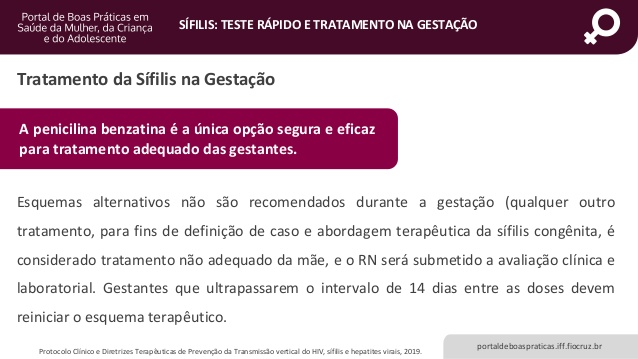 Portal de Boas Práticas em
Saúde da Mulher, da Criança
e do Adolescente
SÍFILIS: TESTE RÁPIDO E TRATAMENTO NA GESTAÇÃO
Tratamento da Sífilis na Gestação
A penicilina benzatina é a única opção segura e eficaz
para tratamento adequado das gestantes.
Esquemas alternativos não são recomendados durante a gestação (qualquer outro
tratamento, para fins de definição de caso e abordagem terapêutica da sífilis congênita, é
considerado tratamento não adequado da mãe, e o RN será submetido a avaliação clínica e
laboratorial. Gestantes que ultrapassarem o intervalo de 14 dias entre as doses devem
reiniciar o esquema terapêutico.
portaldeboaspraticas.iff.fiocruz.br
Protocolo Clínico e Diretrizes Terapêuticas de Prevenção da Transmissão vertical do HIV, sífilis e hepatites virais, 2019.